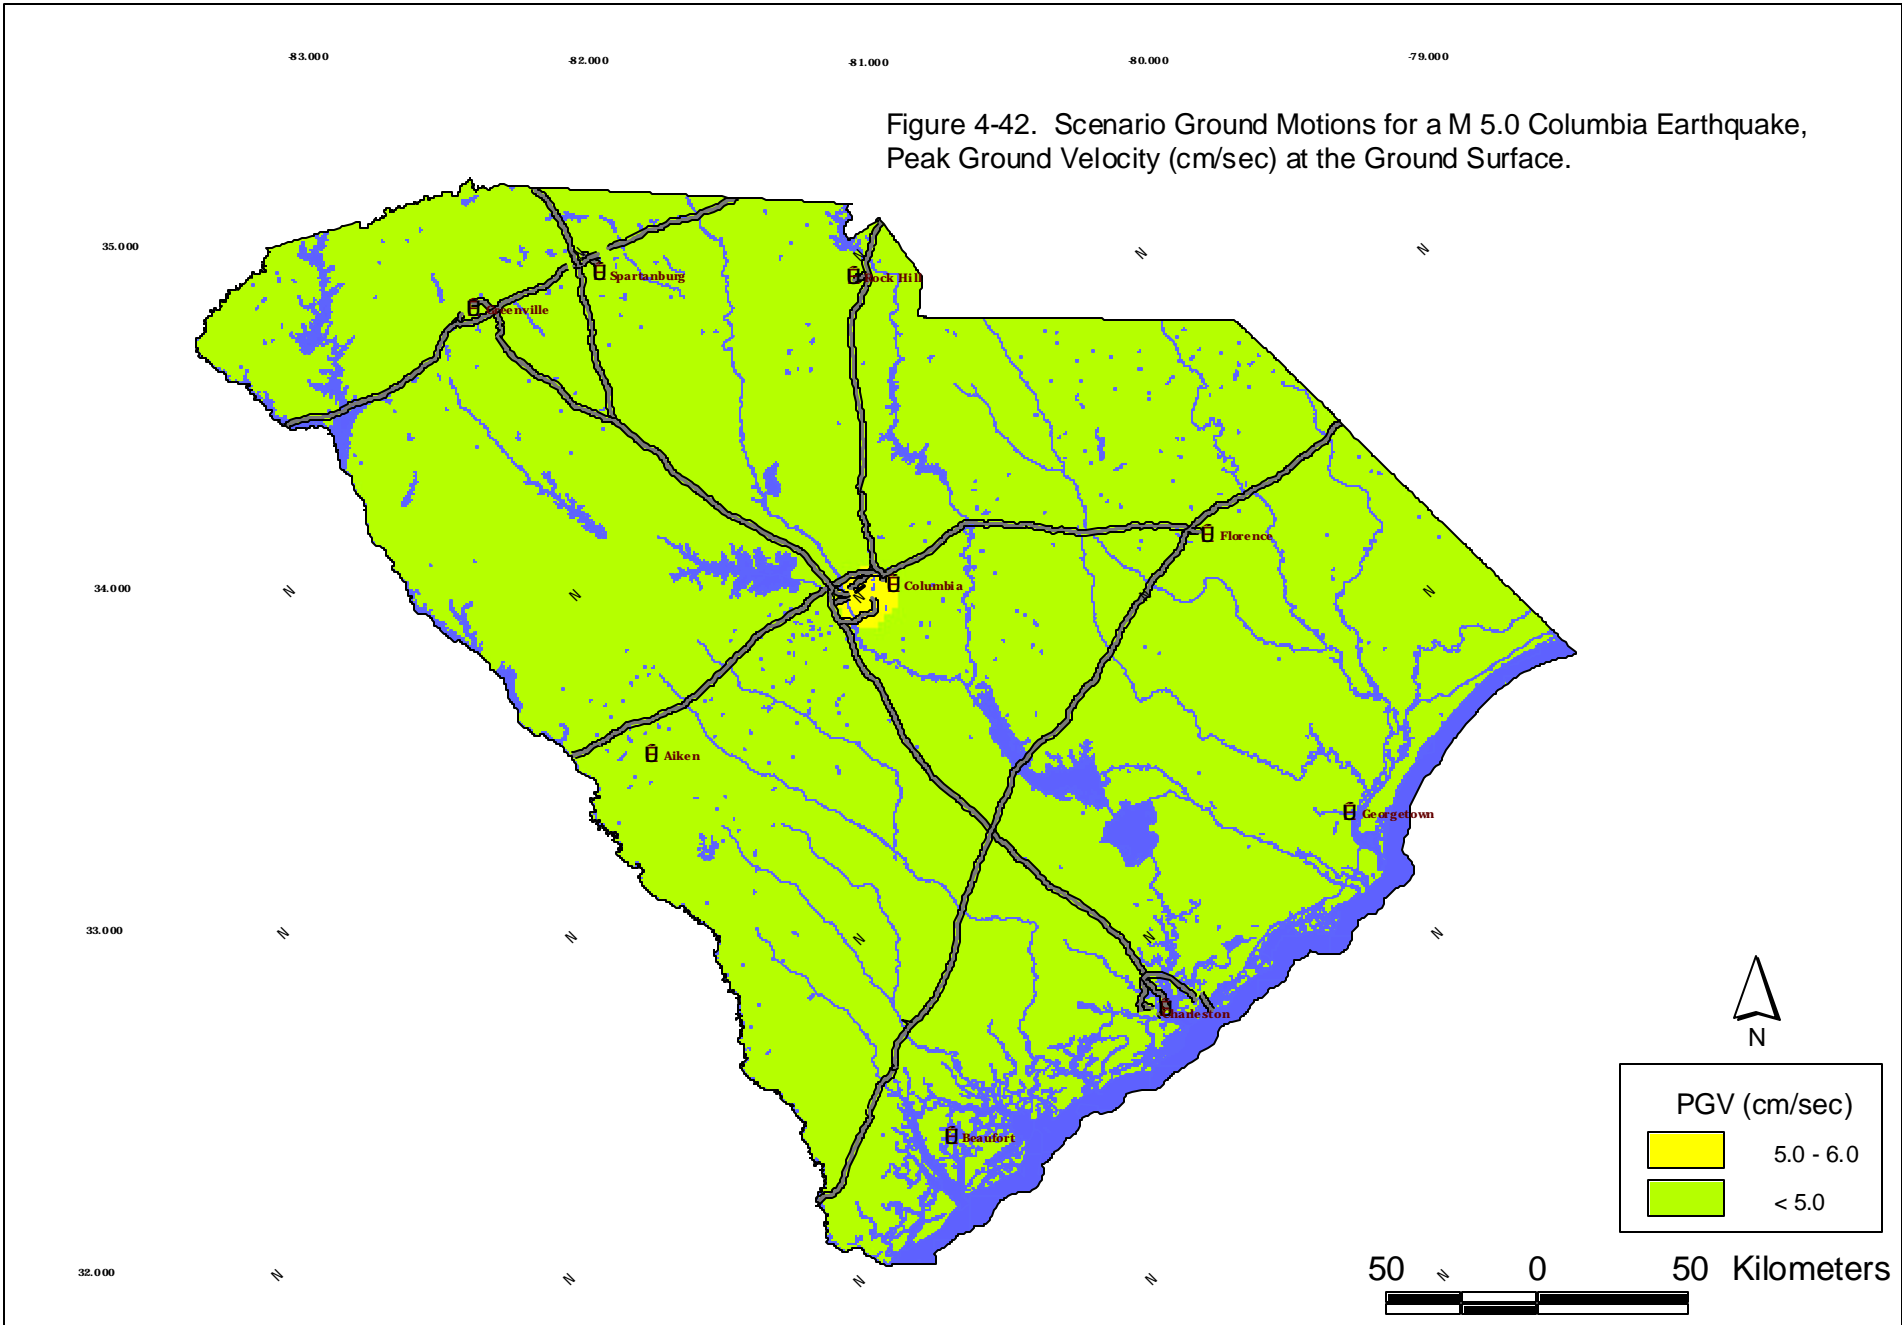 -83.000 -82.000 -81.000 -80.000 -79.000
Figure 4-42. Scenario Ground Motions for a M 5.0 Columbia Earthquake,
Peak Ground Velocity (cm/sec) at the Ground Surface.
35.000
N N
Spartanburg
Rock Hill
Greenville
Florence
34.000
Columbia
N N N N N
Aiken
Georgetown
33.000
N N N N N
Charleston
N
Beaufort
PGV (cm/sec)
5.0 - 6.0
< 5.0
32.000
N N N N N
50 0 50 Kilometers